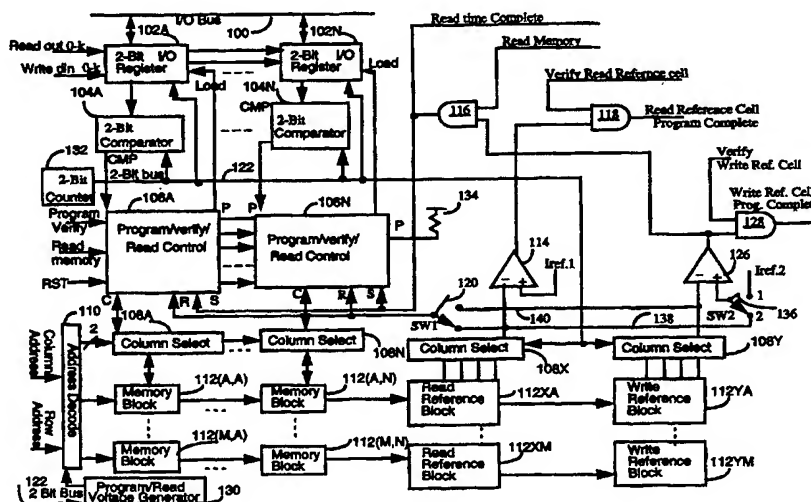 I/O Bus
100
102A
102N
Read out 0-k
Write din 0-k
2-Bit I/O
Register
2-Bit I/O
Register
Load
Load
104A
104N
CMP
2-Bit
Comparator
CMP
2-Bit
Comparator
132
2-Bit
Counter
2-Bit bus
122
106A
106N
Program
Verify
Read
memory
RST
Program/verify/
Read Control
Program/verify/
Read Control
P
P
P
134
C
R
S
C
R
S
Read time Complete
Read Memory
Verify Read Reference cell
116
118
Read Reference Cell
Program Complete
Verify
Write Ref. Cell
128
Write Ref. Cell
Prog. Complet
114
-
+
Iref.1
126
-
+
Iref.2
120
SW1
140
138
SW2
1
2
136
110
2
108A
Column Select
Column Select
108N
Column Select
108X
Column Select
108Y
Column
Address
Row
Address
Address Decode
112(A,A)
Memory
Block
112(A,N)
Memory
Block
Read
Reference
Block
112XA
Write
Reference
Block
112YA
112(M,A)
Memory
Block
112(M,N)
Memory
Block
Read
Reference
Block
112XM
Write
Reference
Block
112YM
122
2 Bit Bus
Program/Read
Voltage Generator
130